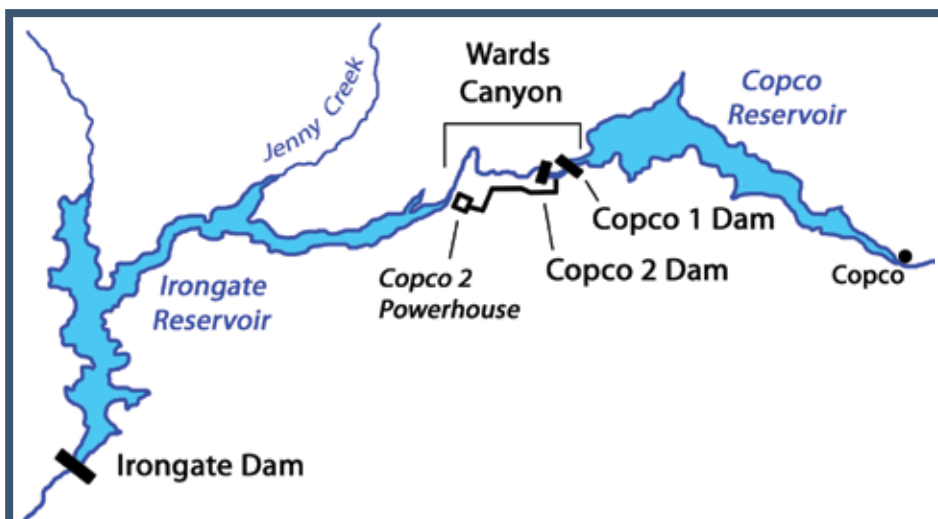 Wards
Canyon
Copco
Reservoir
Jenny Creek
Copco 1 Dam
Copco 2 Dam
Copco
Copco 2
Powerhouse
Irongate
Reservoir
Irongate Dam